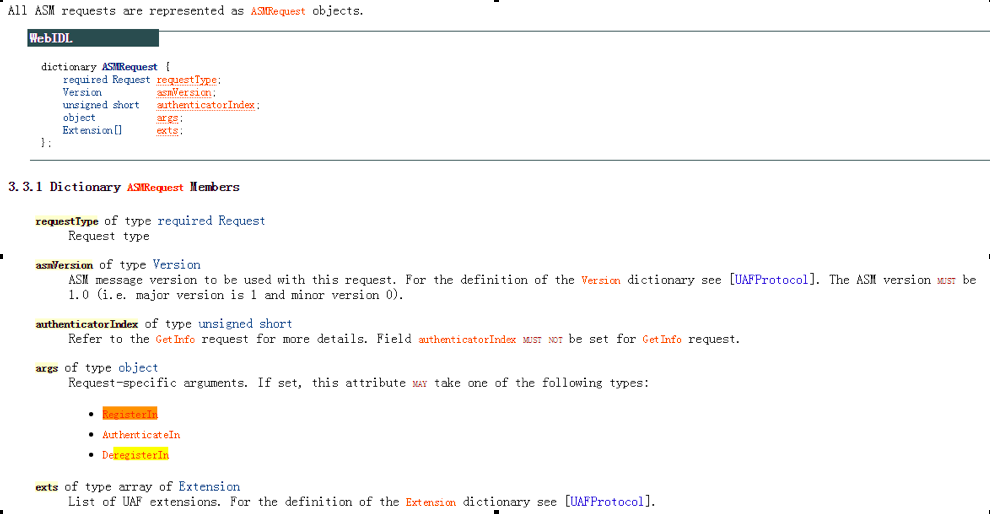 All ASM requests are represented as ASMRequest objects.
WebIDL
dictionary ASMRequest {
required Request requestType;
Version asmVersion;
unsigned short authenticatorIndex;
object args;
Extension[] exts;
};
3.3.1 Dictionary ASMRequest Members
requestType of type required Request
Request type
asmVersion of type Version
ASM message version to be used with this request. For the definition of the Version dictionary see [UAFProtocol]. The ASM version MUST be
1.0 (i.e. major version is 1 and minor version 0).
authenticatorIndex of type unsigned short
Refer to the GetInfo request for more details. Field authenticatorIndex MUST NOT be set for GetInfo request.
args of type object
Request-specific arguments. If set, this attribute MAY take one of the following types:
• RegisterIn
• AuthenticateIn
• DeregisterIn
exts of type array of Extension
List of UAF extensions. For the definition of the Extension dictionary see [UAFProtocol].